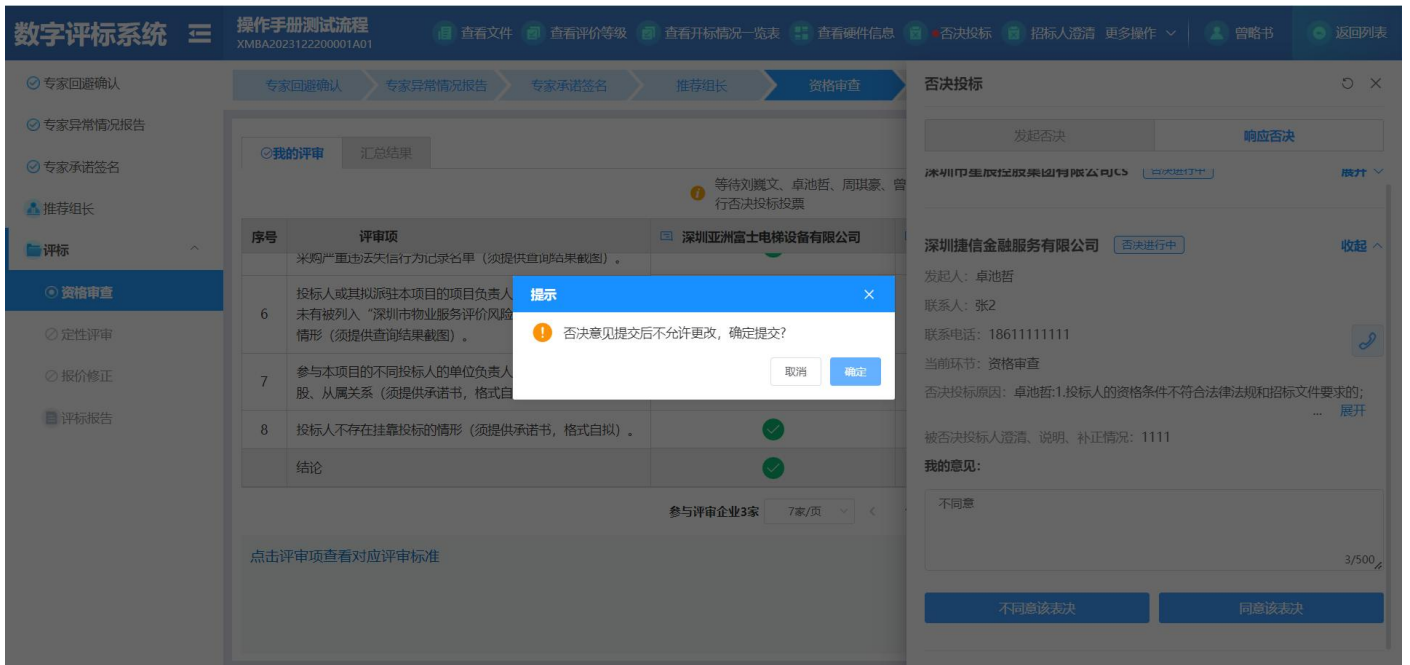 数字评标系统
操作手册测试流程
XMBA2023122200001A01
查看文件 查看评价等级 查看开标情况一览表 查看硬件信息 否决投标 招标人澄清 更多操作 曾略书 返回列表
专家回避确认
专家异常情况报告
专家承诺签名
推荐组长
评标
资格审查
定性评审
报价修正
评标报告
专家回避确认 专家异常情况报告 专家承诺签名 推荐组长 资格审查
我的评审 汇总结果
等待刘巍文、卓池哲、周琪豪、曾
行否决投标投票
序号 评审项 深圳亚洲富士电梯设备有限公司
采购严重违法失信行为记录名单（须提供查询结果截图）。
6 投标人或其拟派驻本项目的项目负责人
未有被列入“深圳市物业服务评价风险
情形（须提供查询结果截图）。
7 参与本项目的不同投标人的单位负责人
股、从属关系（须提供承诺书，格式自
8 投标人不存在挂靠投标的情形（须提供承诺书，格式自拟）。
结论
参与评审企业3家 7家/页
点击评审项查看对应评审标准
提示
否决意见提交后不允许更改，确定提交?
取消 确定
否决投标
发起否决 响应否决
深圳市星辰控股集团有限公司cs 否决进行中 展开
深圳捷信金融服务有限公司 否决进行中 收起
发起人：卓池哲
联系人：张2
联系电话：18611111111
当前环节：资格审查
否决投标原因：卓池哲:1.投标人的资格条件不符合法律法规和招标文件要求的;
... 展开
被否决投标人澄清、说明、补正情况：1111
我的意见：
不同意
3/500
不同意该表决 同意该表决